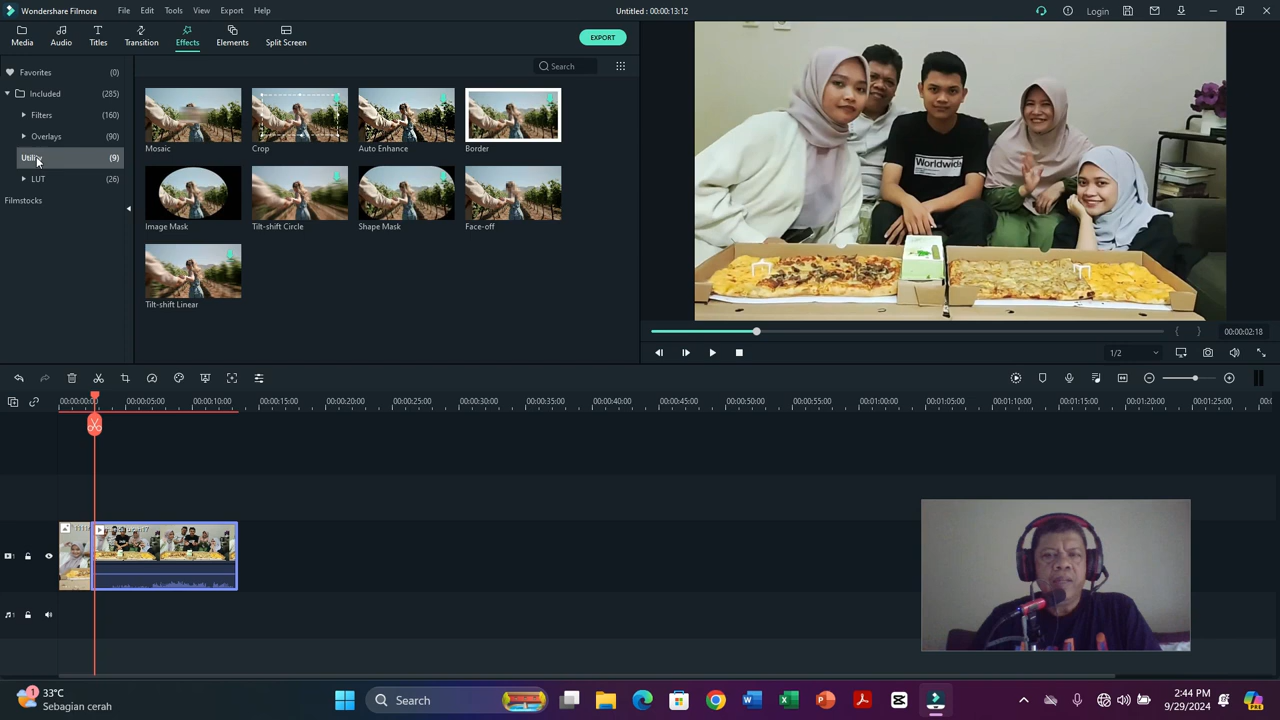 Wondershare Filmora File Edit Tools View Export Help Untitled : 00:00:13:12 Login
Media Audio Titles Transition Effects Elements Split Screen EXPORT
Favorites (0)
Included (285)
Filters (160)
Overlays (90)
Utility (9)
LUT (26)
Filmstocks
Search
Mosaic Crop Auto Enhance Border
Image Mask Tilt-shift Circle Shape Mask Face-off
Tilt-shift Linear
Worldwide
00:00:02:18
1/2
00:00:00:00 00:00:05:00 00:00:10:00 00:00:15:00 00:00:20:00 00:00:25:00 00:00:30:00 00:00:35:00 00:00:40:00 00:00:45:00 00:00:50:00 00:00:55:00 00:01:00:00 00:01:05:00 00:01:10:00 00:01:15:00 00:01:20:00 00:01:25:00
1
1
1
33°C
Sebagian cerah
Search
2:44 PM
9/29/2024
PRE